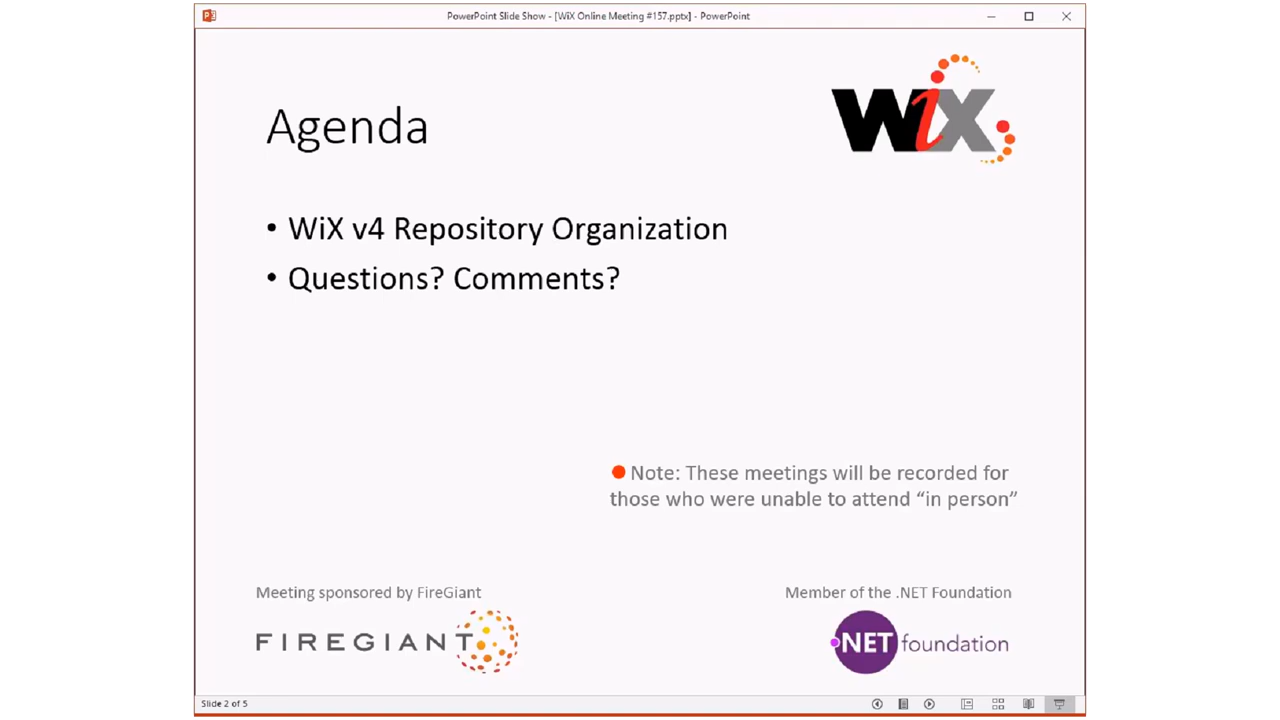 PowerPoint Slide Show - [WiX Online Meeting #157.pptx] - PowerPoint
WiX
Agenda
• WiX v4 Repository Organization
• Questions? Comments?
Note: These meetings will be recorded for
those who were unable to attend “in person”
Meeting sponsored by FireGiant
FIREGIANT
Member of the .NET Foundation
.NET foundation
Slide 2 of 5